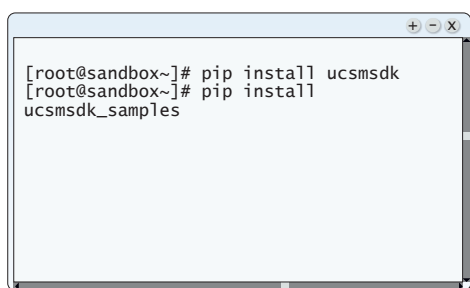 [root@sandbox~]# pip install ucsmsdk
[root@sandbox~]# pip install
ucsmsdk_samples